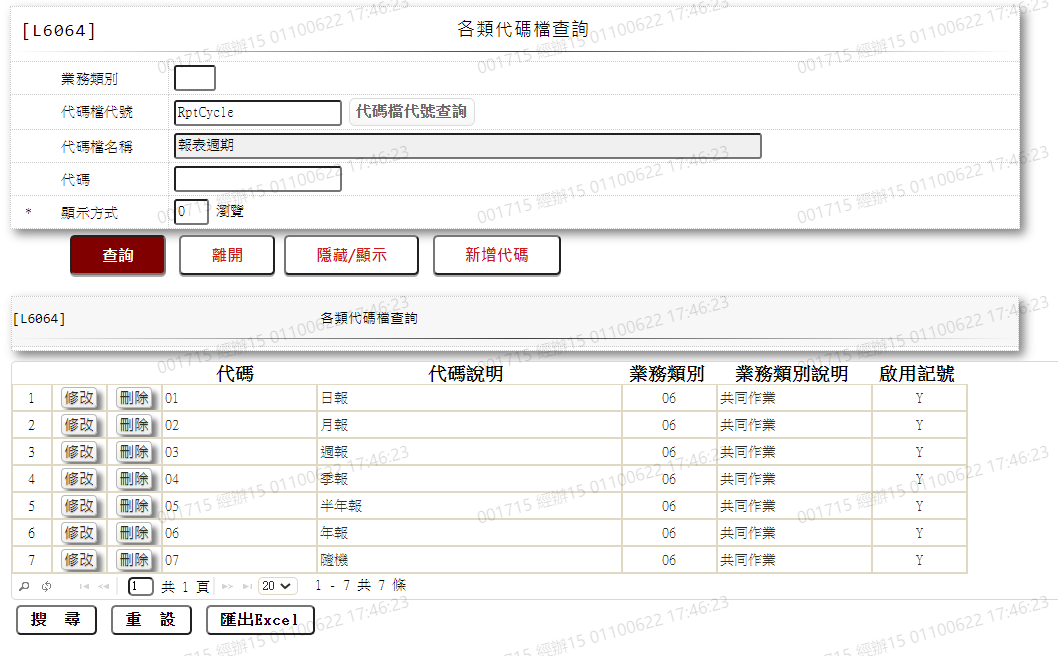 [L6064] 各類代碼檔查詢
業務類別
代碼檔代號 RptCycle 代碼檔代號查詢
代碼檔名稱 報表週期
代碼
* 顯示方式 0 瀏覽
查詢 離開 隱藏/顯示 新增代碼
[L6064] 各類代碼檔查詢
代碼 代碼說明 業務類別 業務類別說明 啟用記號
1 修改 刪除 01 日報 06 共同作業 Y
2 修改 刪除 02 月報 06 共同作業 Y
3 修改 刪除 03 週報 06 共同作業 Y
4 修改 刪除 04 季報 06 共同作業 Y
5 修改 刪除 05 半年報 06 共同作業 Y
6 修改 刪除 06 年報 06 共同作業 Y
7 修改 刪除 07 隨機 06 共同作業 Y
1 共 1 頁 20 1 - 7 共 7 條
搜 尋 重 設 匯出Excel
001715 經辦15 01100622 17:46:23